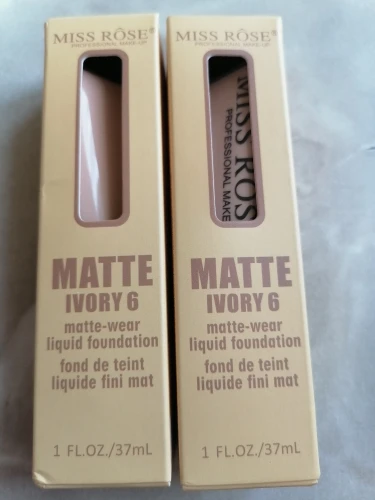 MISS RÔSE®
PROFESSIONAL MAKE-UP
MATTE
IVORY 6
matte-wear
liquid foundation
fond de teint
liquide fini mat
1 FL.OZ./37mL
MISS RÔSE®
PROFESSIONAL MAKE-UP
MISS ROS
PROFESSIONAL MAKE
MATTE
IVORY 6
matte-wear
liquid foundation
fond de teint
liquide fini mat
1 FL.OZ./37mL